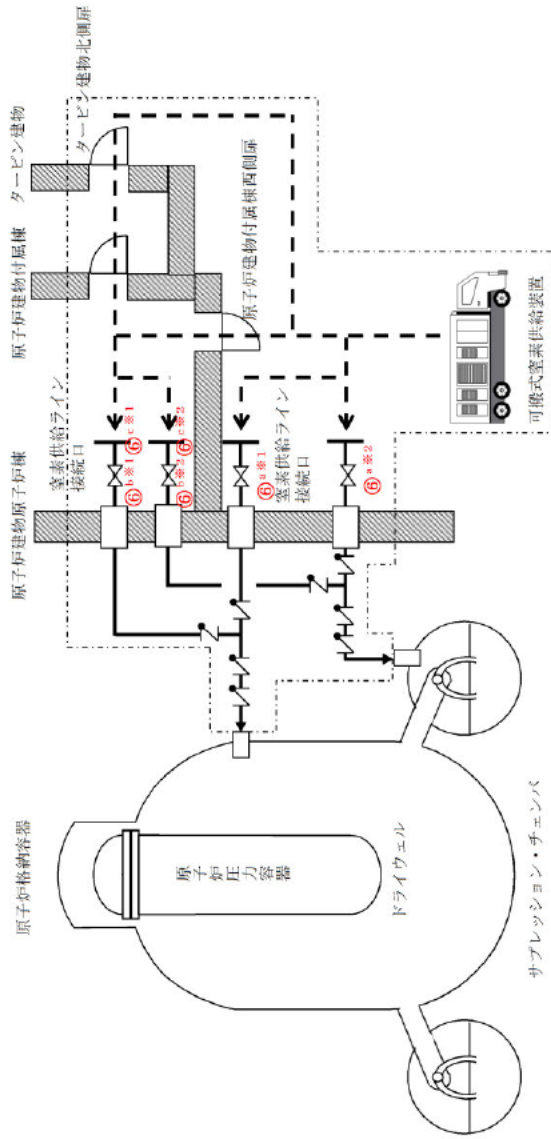 原子炉格納容器
原子炉建物原子炉棟
原子炉建物付属棟
タービン建物
タービン建物北側扉
窒素供給ライン
接続口
⑥b※1
⑥c※1
⑥b※2
⑥c※2
原子炉建物付属棟西側扉
⑥a※1
窒素供給ライン
接続口
⑥a※2
原子炉圧力容器
ドライウェル
サプレッション・チェンバ
可搬式窒素供給装置